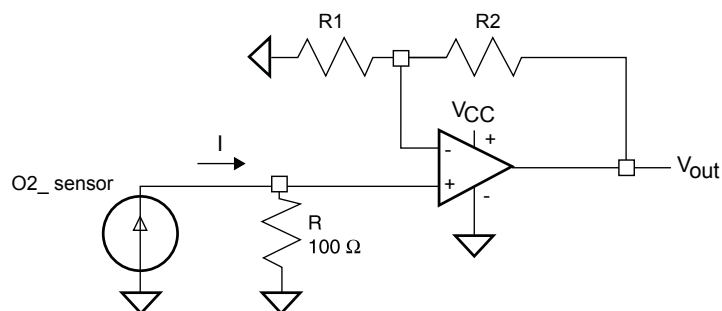 R1
R2
VCC
+
-
I
O2_ sensor
+
-
Vout
R
100 Ω